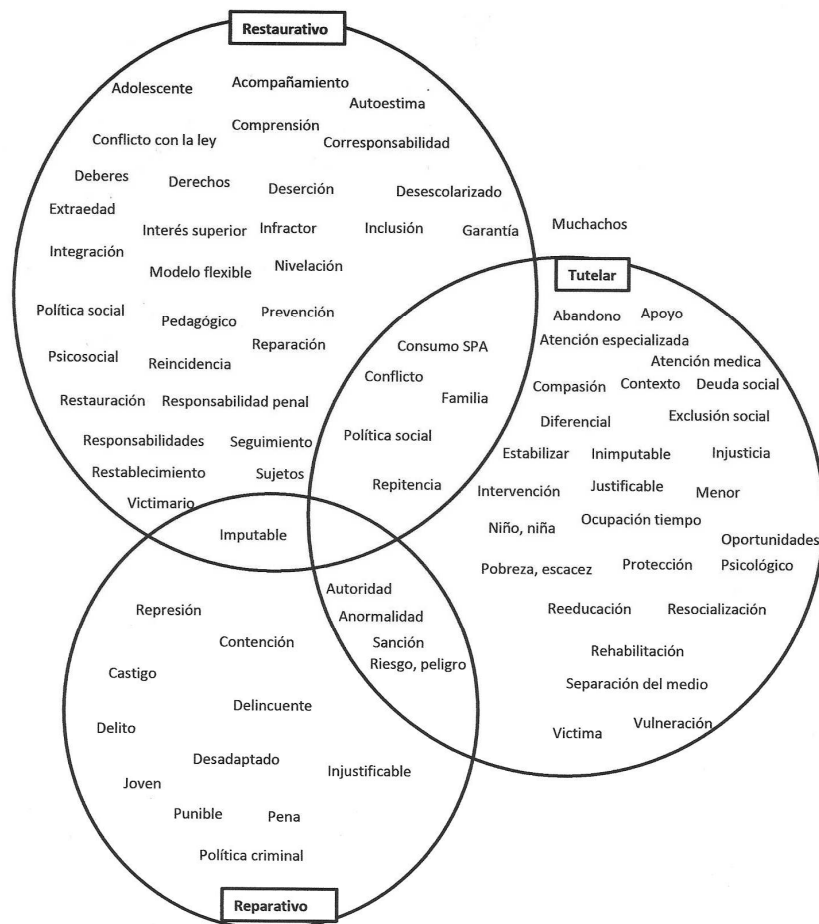 Restaurativo
Adolescente
Acompañamiento
Autoestima
Conflicto con la ley
Comprensión
Corresponsabilidad
Deberes
Derechos
Deserción
Desescolarizado
Extraedad
Interés superior
Infractor
Inclusión
Garantía
Integración
Modelo flexible
Nivelación
Política social
Pedagógico
Prevención
Psicosocial
Reincidencia
Reparación
Restauración
Responsabilidad penal
Responsabilidades
Seguimiento
Restablecimiento
Sujetos
Victimario
Muchachos
Consumo SPA
Conflicto
Familia
Política social
Repitencia
Tutelar
Abandono
Apoyo
Atención especializada
Atención medica
Compasión
Contexto
Deuda social
Diferencial
Exclusión social
Estabilizar
Inimputable
Injusticia
Intervención
Justificable
Menor
Niño, niña
Ocupación tiempo
Oportunidades
Pobreza, escacez
Protección
Psicológico
Reeducación
Resocialización
Rehabilitación
Separación del medio
Victima
Vulneración
Imputable
Autoridad
Anormalidad
Sanción
Riesgo, peligro
Represión
Contención
Castigo
Delincuente
Delito
Desadaptado
Injustificable
Joven
Punible
Pena
Política criminal
Reparativo